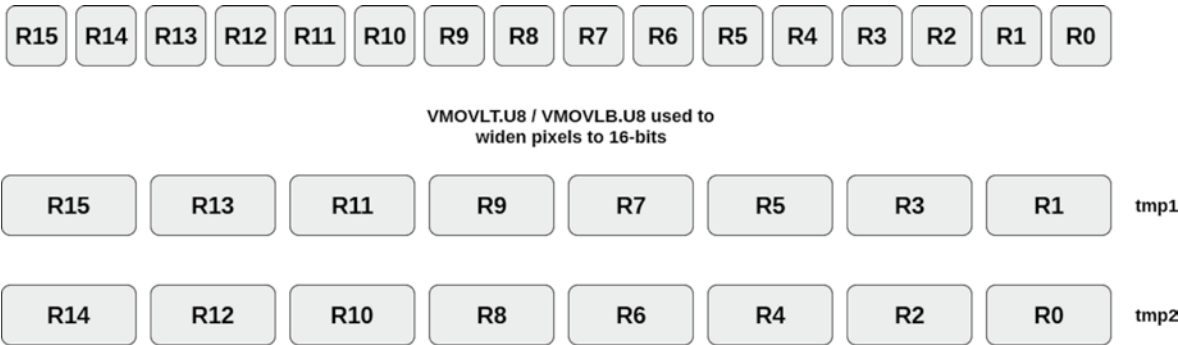 R15 R14 R13 R12 R11 R10 R9 R8 R7 R6 R5 R4 R3 R2 R1 R0
VMOVLT.U8 / VMOVLB.U8 used to
widen pixels to 16-bits
R15 R13 R11 R9 R7 R5 R3 R1 tmp1
R14 R12 R10 R8 R6 R4 R2 R0 tmp2